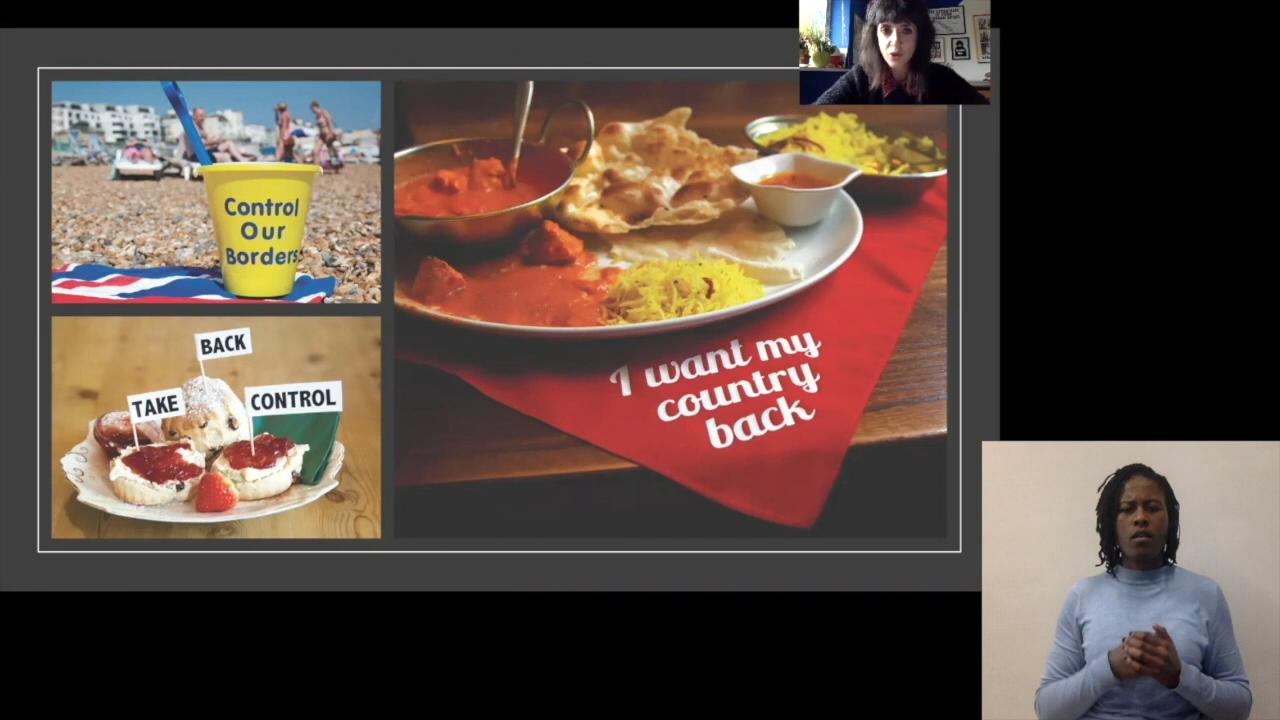 Control
Our
Borders
BACK
TAKE
CONTROL
I want my
country
back